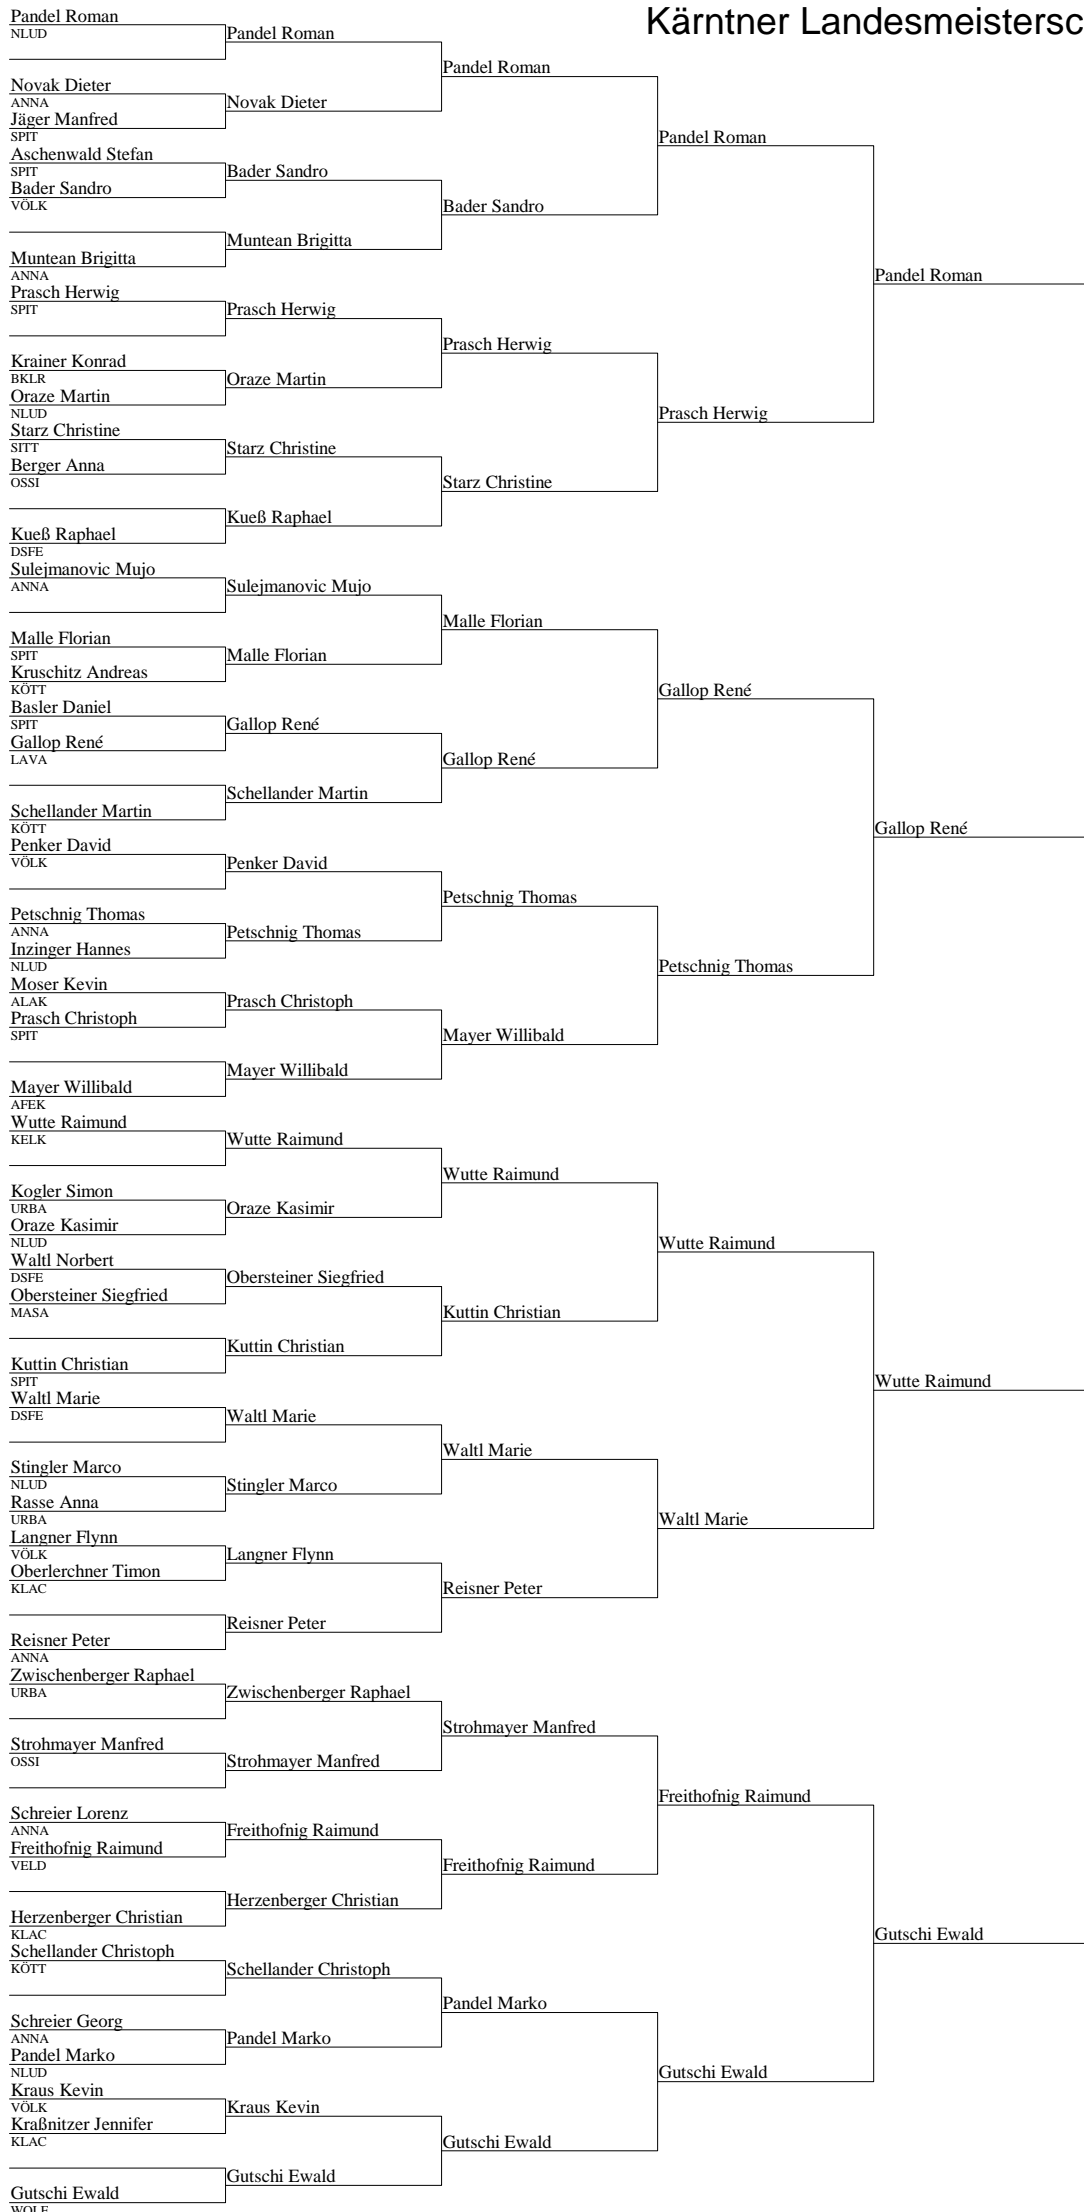 Kärntner Landesmeistersc
Pandel Roman
NLUD
Novak Dieter
ANNA
Jäger Manfred
SPIT
Aschenwald Stefan
SPIT
Bader Sandro
VÖLK
Muntean Brigitta
ANNA
Prasch Herwig
SPIT
Krainer Konrad
BKLR
Oraze Martin
NLUD
Starz Christine
SITT
Berger Anna
OSSI
Kueß Raphael
DSFE
Sulejmanovic Mujo
ANNA
Malle Florian
SPIT
Kruschitz Andreas
KÖTT
Basler Daniel
SPIT
Gallop René
LAVA
Schellander Martin
KÖTT
Penker David
VÖLK
Petschnig Thomas
ANNA
Inzinger Hannes
NLUD
Moser Kevin
ALAK
Prasch Christoph
SPIT
Mayer Willibald
AFEK
Wutte Raimund
KELK
Kogler Simon
URBA
Oraze Kasimir
NLUD
Waltl Norbert
DSFE
Obersteiner Siegfried
MASA
Kuttin Christian
SPIT
Waltl Marie
DSFE
Stingler Marco
NLUD
Rasse Anna
URBA
Langner Flynn
VÖLK
Oberlerchner Timon
KLAC
Reisner Peter
ANNA
Zwischenberger Raphael
URBA
Strohmayer Manfred
OSSI
Schreier Lorenz
ANNA
Freithofnig Raimund
VELD
Herzenberger Christian
KLAC
Schellander Christoph
KÖTT
Schreier Georg
ANNA
Pandel Marko
NLUD
Kraus Kevin
VÖLK
Kraßnitzer Jennifer
KLAC
Gutschi Ewald
WOLF
Pandel Roman
Novak Dieter
Bader Sandro
Muntean Brigitta
Prasch Herwig
Oraze Martin
Starz Christine
Kueß Raphael
Sulejmanovic Mujo
Malle Florian
Gallop René
Schellander Martin
Penker David
Petschnig Thomas
Prasch Christoph
Mayer Willibald
Wutte Raimund
Oraze Kasimir
Obersteiner Siegfried
Kuttin Christian
Waltl Marie
Stingler Marco
Langner Flynn
Reisner Peter
Zwischenberger Raphael
Strohmayer Manfred
Freithofnig Raimund
Herzenberger Christian
Schellander Christoph
Pandel Marko
Kraus Kevin
Gutschi Ewald
Pandel Roman
Bader Sandro
Prasch Herwig
Starz Christine
Malle Florian
Gallop René
Petschnig Thomas
Mayer Willibald
Wutte Raimund
Kuttin Christian
Waltl Marie
Reisner Peter
Strohmayer Manfred
Freithofnig Raimund
Pandel Marko
Gutschi Ewald
Pandel Roman
Prasch Herwig
Gallop René
Petschnig Thomas
Wutte Raimund
Waltl Marie
Freithofnig Raimund
Gutschi Ewald
Pandel Roman
Gallop René
Wutte Raimund
Gutschi Ewald